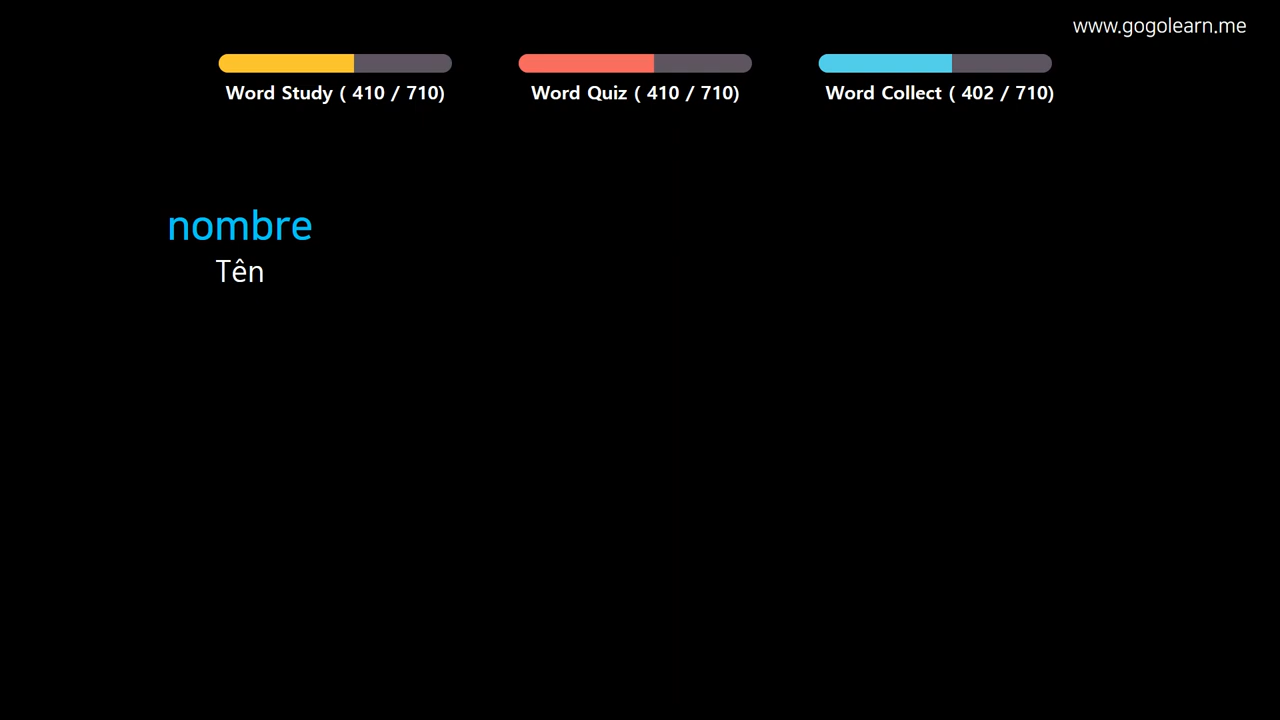 www.gogolearn.me
Word Study ( 410 / 710)
Word Quiz ( 410 / 710)
Word Collect ( 402 / 710)
nombre
Tên